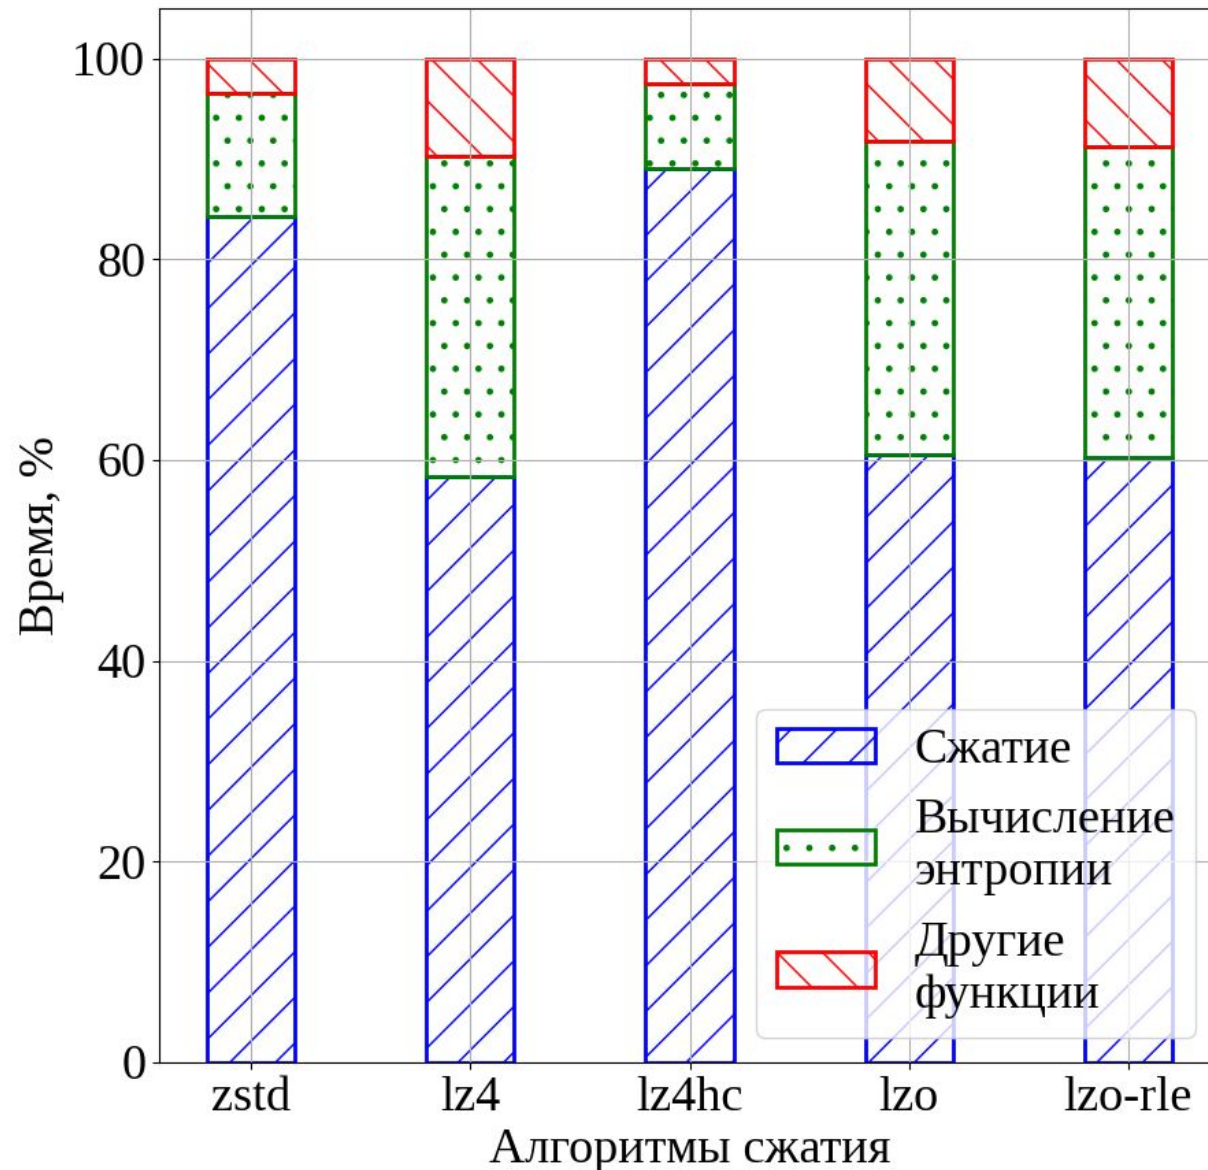 100
80
60
40
20
0
Время, %
Сжатие
Вычисление
энтропии
Другие
функции
zstd lz4 lz4hc lzo lzo-rle
Алгоритмы сжатия